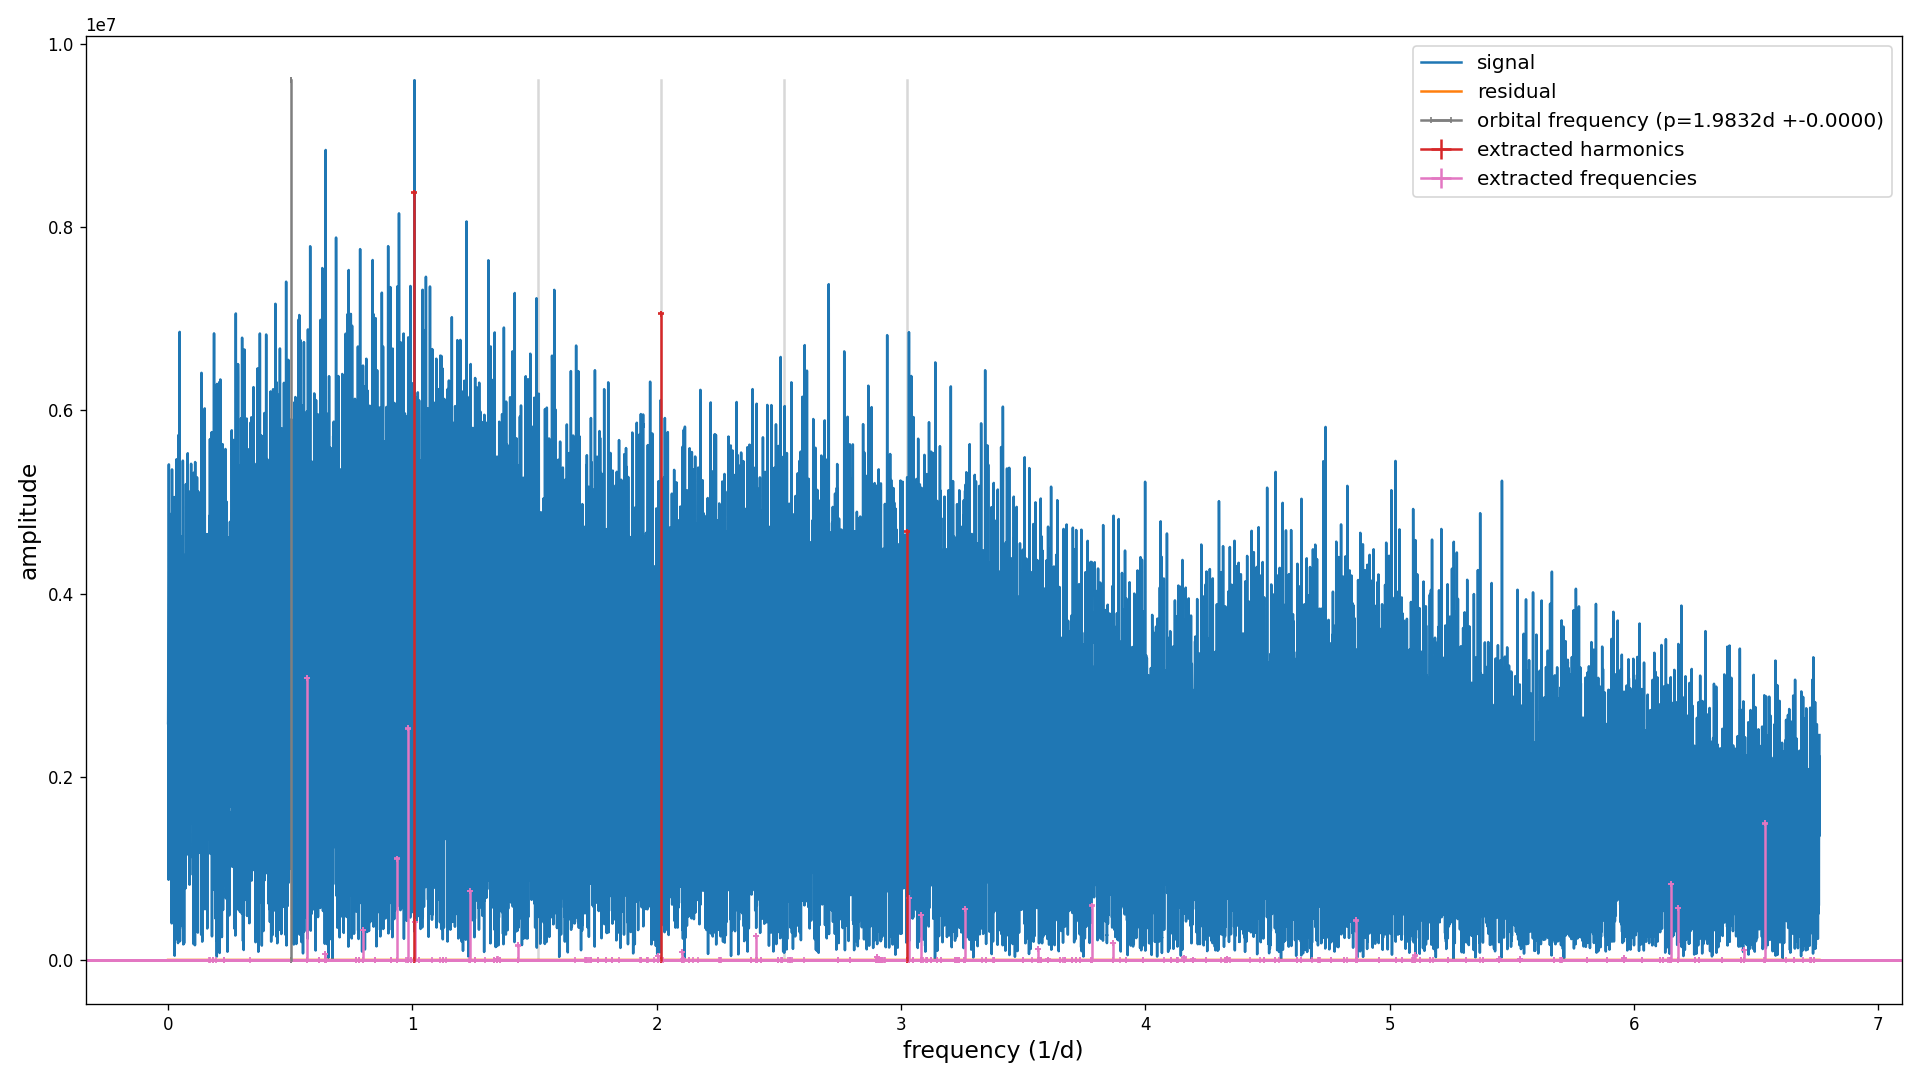 1e7
1.0
0.8
0.6
0.4
0.2
0.0
amplitude
0 1 2 3 4 5 6 7
frequency (1/d)
signal
residual
orbital frequency (p=1.9832d +-0.0000)
extracted harmonics
extracted frequencies